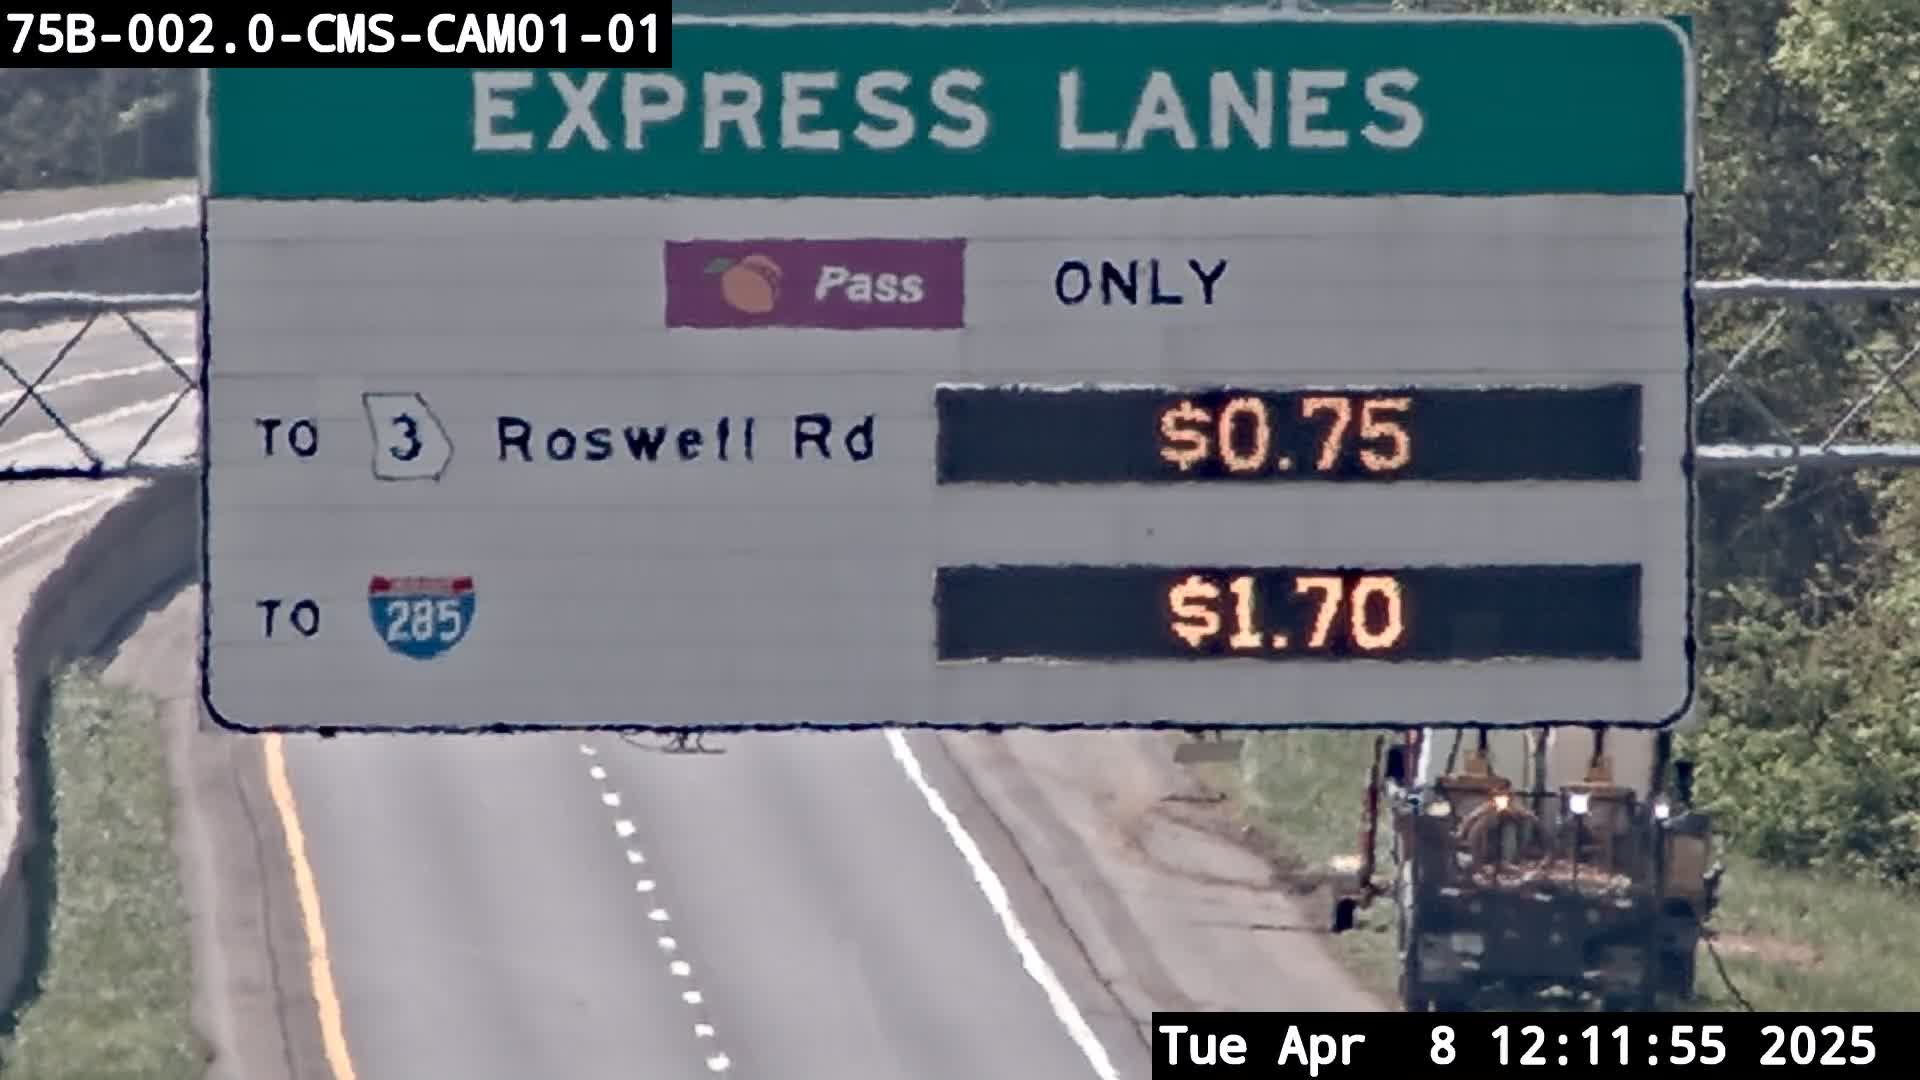 75B-002.0-CMS-CAM01-01
EXPRESS LANES
Pass ONLY
TO 3 Roswell Rd $0.75
TO 285 $1.70
Tue Apr 8 12:11:55 2025